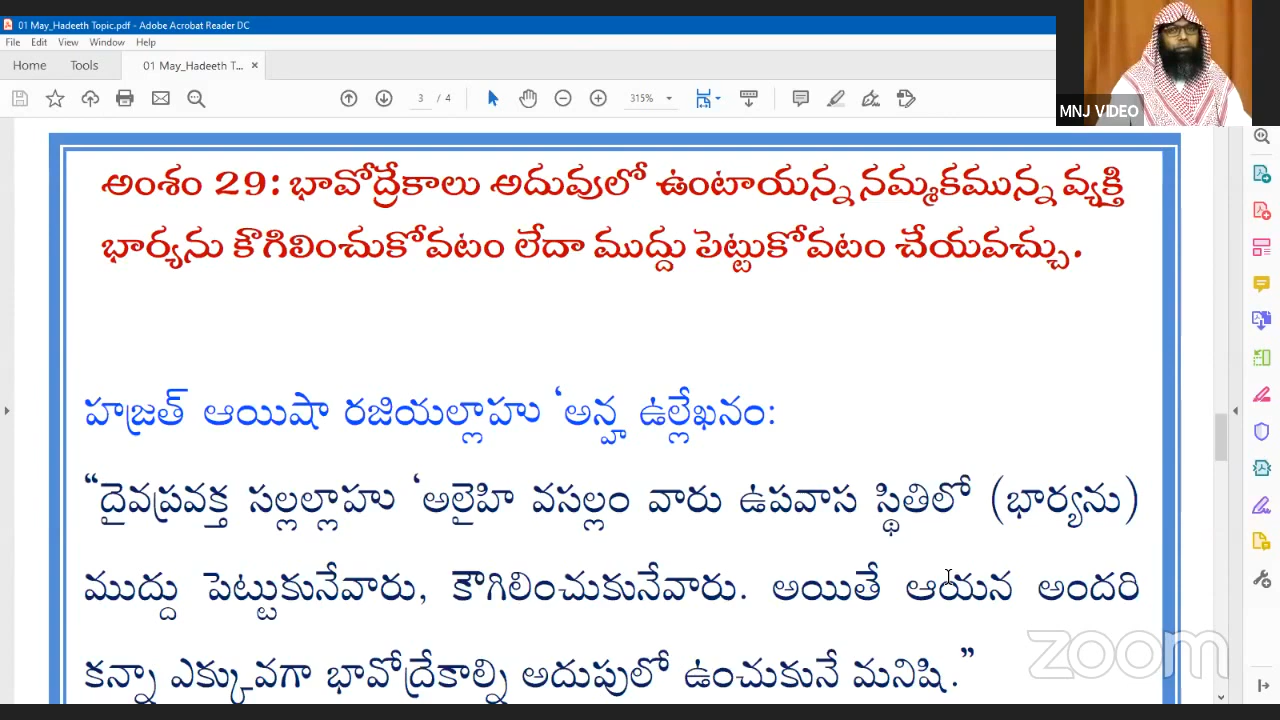 01 May_Hadeeth Topic.pdf - Adobe Acrobat Reader DC
File Edit View Window Help
Home Tools 01 May_Hadeeth T... ×
3 / 4 315%
MNJ VIDEO
అంశం 29: భావోద్రేకాలు అదువులో ఉంటాయన్న నమ్మకమున్న వ్యక్తి
భార్యను కౌగిలించుకోవటం లేదా ముద్దు పెట్టుకోవటం చేయవచ్చు.
హజ్రత్ ఆయిషా రజియల్లాహు ‘అన్హ ఉల్లేఖనం:
“దైవప్రవక్త సల్లల్లాహు ‘అలైహి వసల్లం వారు ఉపవాస స్థితిలో (భార్యను)
ముద్దు పెట్టుకునేవారు, కౌగిలించుకునేవారు. అయితే ఆయన అందరి
కన్నా ఎక్కువగా భావోద్రేకాల్ని అదుపులో ఉంచుకునే మనిషి.”
zoom